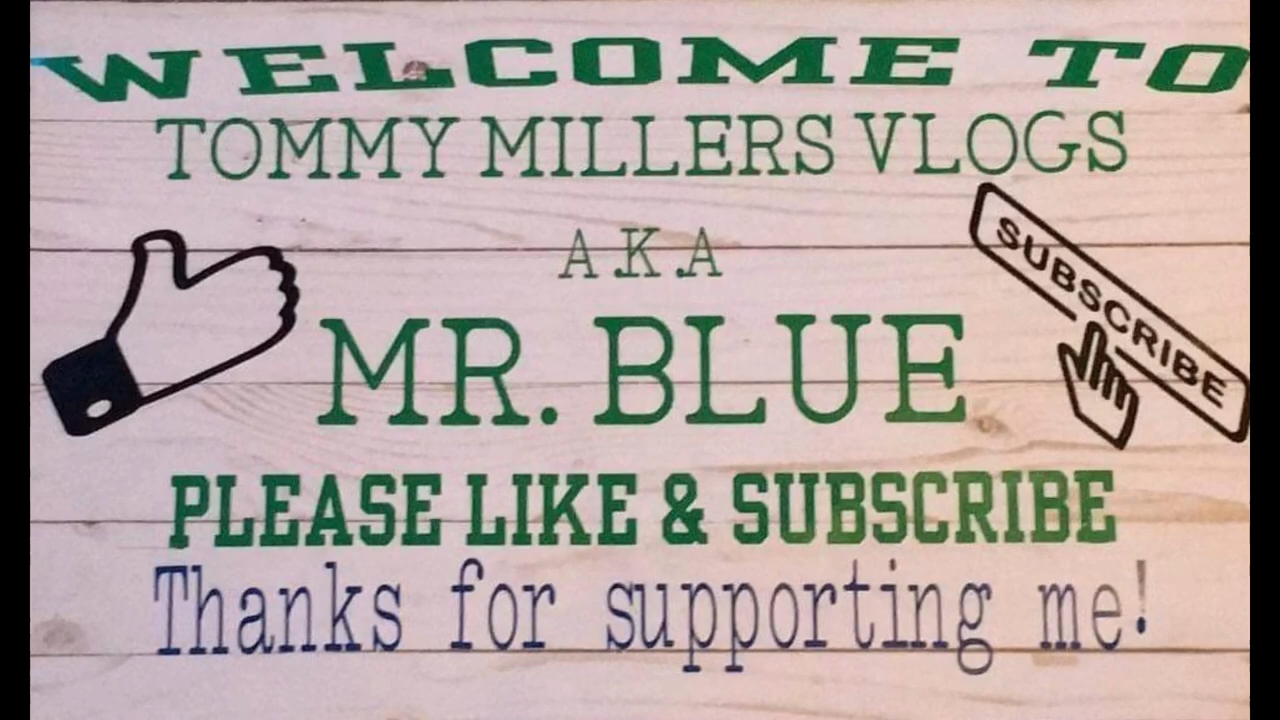 WELCOME TO
TOMMY MILLERS VLOGS
A.K.A
MR. BLUE
SUBSCRIBE
PLEASE LIKE & SUBSCRIBE
Thanks for supporting me!